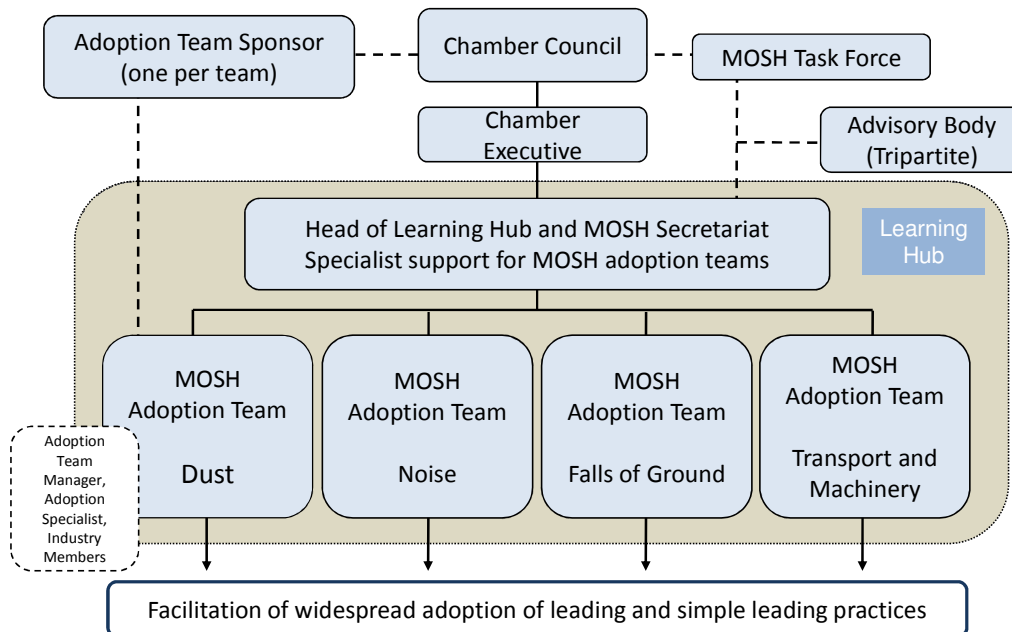 Adoption Team Sponsor
(one per team)
Chamber Council
MOSH Task Force
Chamber
Executive
Advisory Body
(Tripartite)
Head of Learning Hub and MOSH Secretariat
Specialist support for MOSH adoption teams
Learning
Hub
MOSH
Adoption Team
Dust
MOSH
Adoption Team
Noise
MOSH
Adoption Team
Falls of Ground
MOSH
Adoption Team
Transport and
Machinery
Adoption
Team
Manager,
Adoption
Specialist,
Industry
Members
Facilitation of widespread adoption of leading and simple leading practices